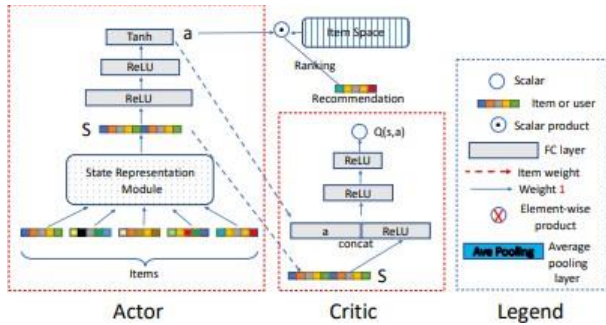 Tanh
a
Item Space
ReLU
Ranking
ReLU
Recommendation
S
State Representation
Module
Items
Actor
Q(s,a)
ReLU
ReLU
a
ReLU
concat
S
Critic
Scalar
Item or user
Scalar product
FC layer
Item weight
Weight 1
Element-wise
product
Ave Pooling
Average
pooling
layer
Legend